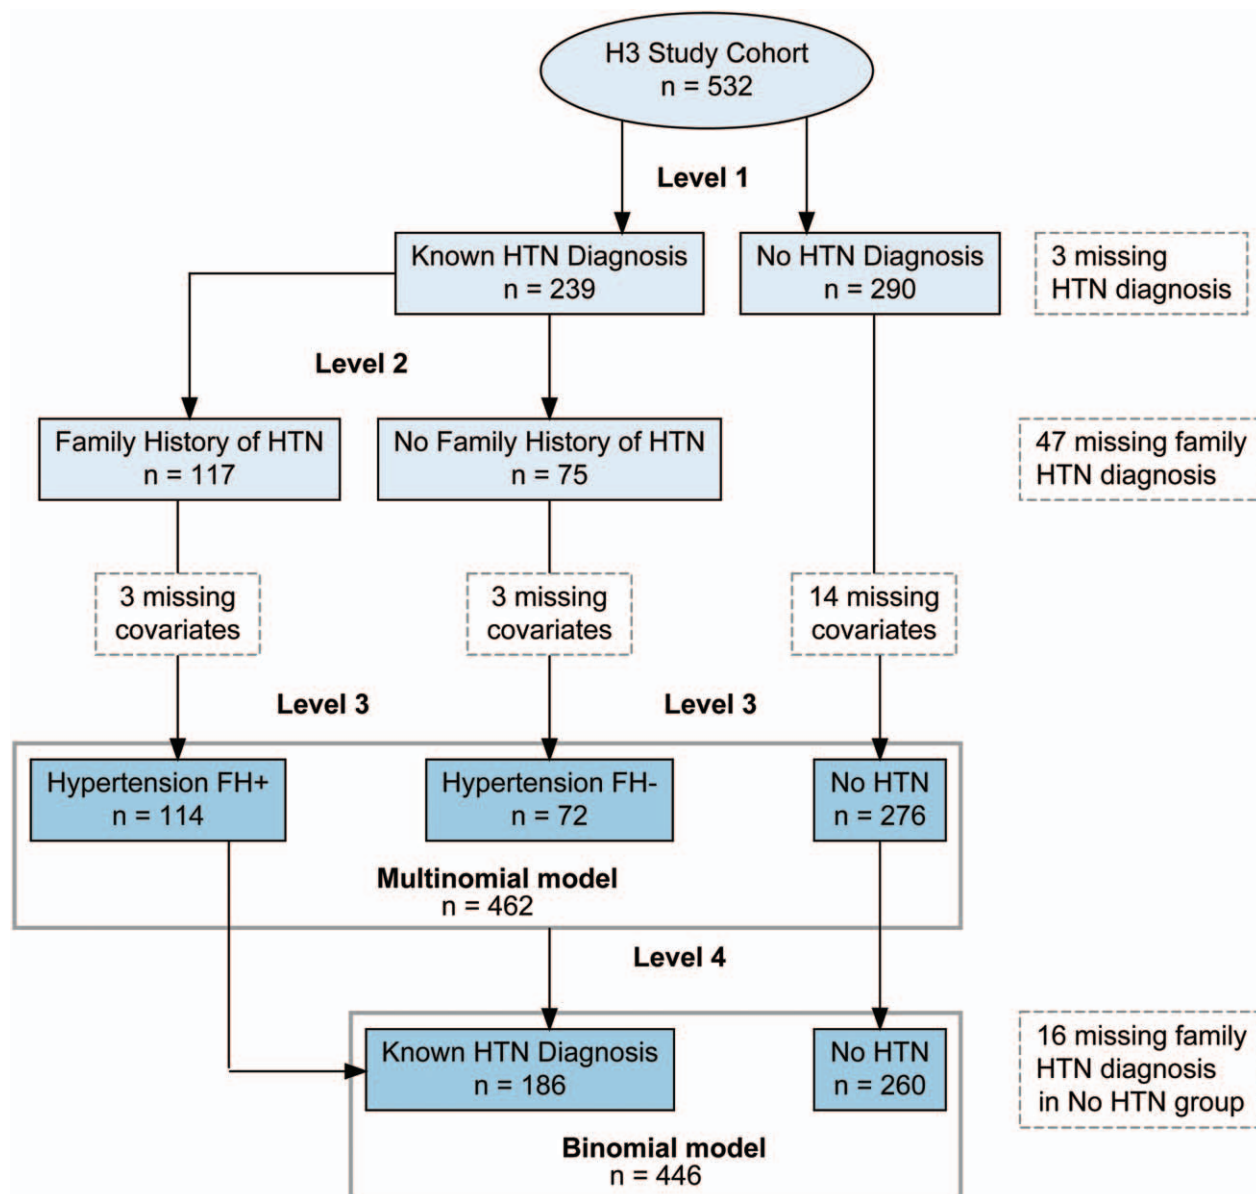 H3 Study Cohort
n = 532
Level 1
Known HTN Diagnosis
n = 239
No HTN Diagnosis
n = 290
3 missing
HTN diagnosis
Level 2
Family History of HTN
n = 117
No Family History of HTN
n = 75
47 missing family
HTN diagnosis
3 missing
covariates
3 missing
covariates
14 missing
covariates
Level 3
Level 3
Hypertension FH+
n = 114
Hypertension FH-
n = 72
No HTN
n = 276
Multinomial model
n = 462
Level 4
Known HTN Diagnosis
n = 186
No HTN
n = 260
16 missing family
HTN diagnosis
in No HTN group
Binomial model
n = 446